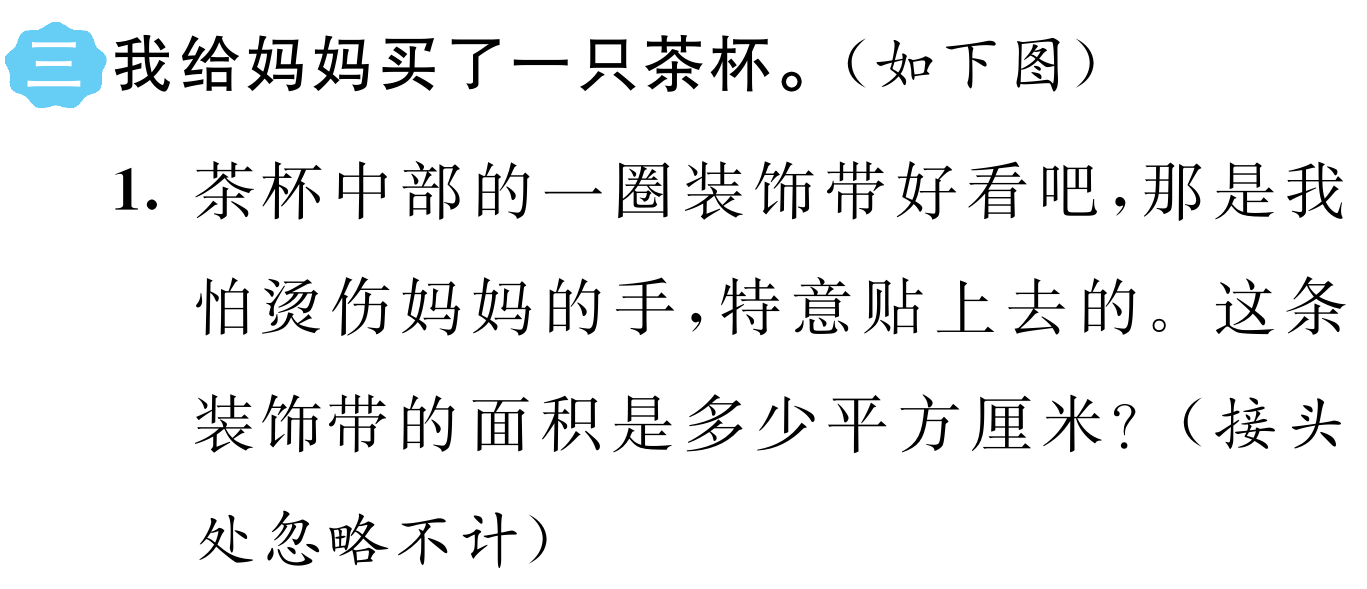 三 我给妈妈买了一只茶杯。（如下图）
1. 茶杯中部的一圈装饰带好看吧，那是我
怕烫伤妈妈的手，特意贴上去的。这条
装饰带的面积是多少平方厘米？（接头
处忽略不计）